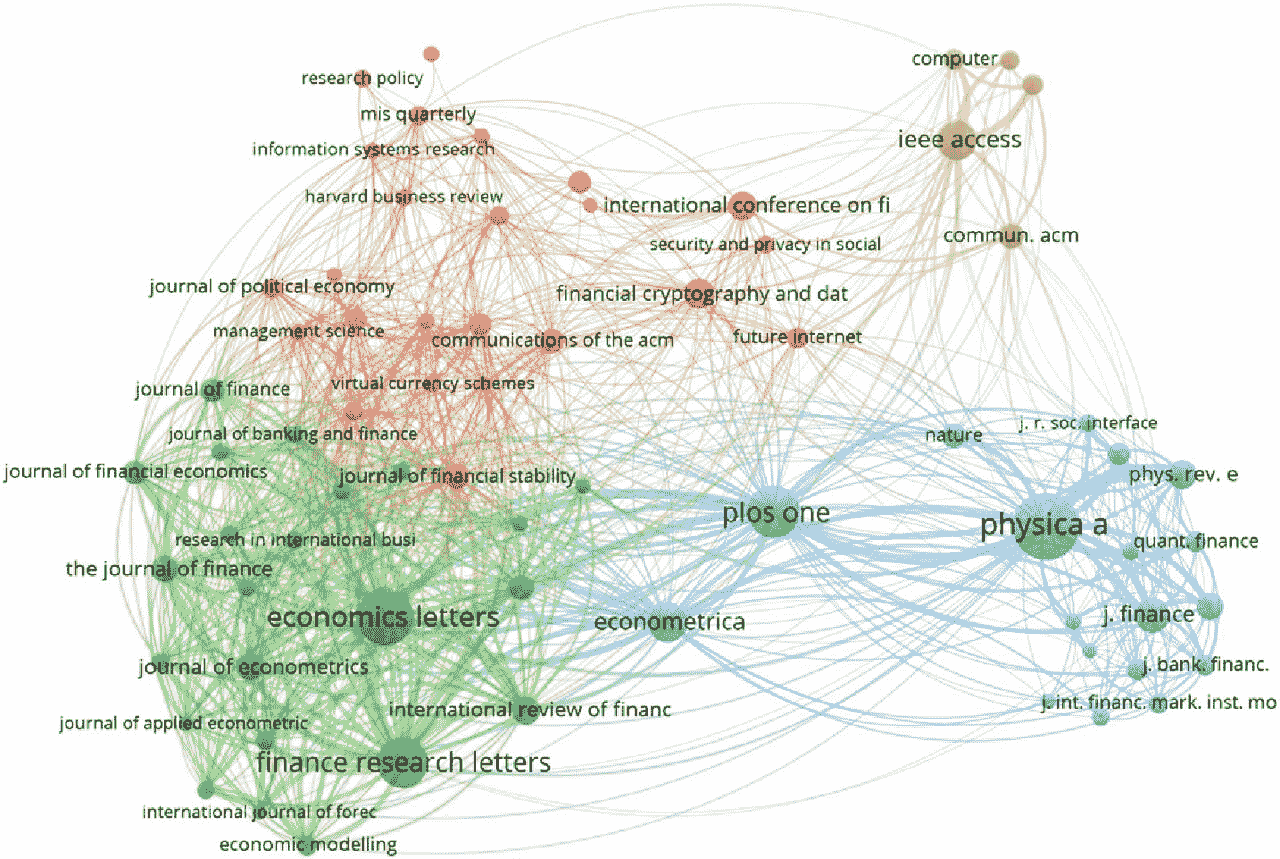 computer
research policy
mis quarterly
ieee access
information systems research
harvard business review
international conference on fi
commun. acm
security and privacy in social
journal of political economy
financial cryptography and dat
management science
communications of the acm
future internet
virtual currency schemes
journal of finance
j. r. soc. interface
journal of banking and finance
nature
journal of financial economics
journal of financial stability
phys. rev. e
plos one
physica a
research in international busi
quant. finance
the journal of finance
economics letters
econometrica
j. finance
journal of econometrics
j. bank. financ.
j. int. financ. mark. inst. mo
international review of financ
journal of applied econometric
finance research letters
international journal of forec
economic modelling